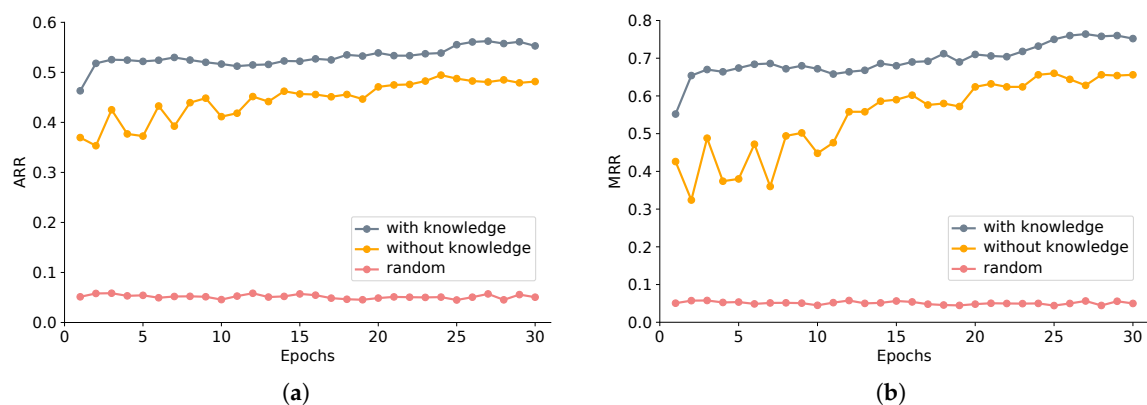 0.6
0.5
0.4
0.3
0.2
0.1
0.0
ARR
0 5 10 15 20 25 30
Epochs
with knowledge
without knowledge
random
(a)
0.8
0.7
0.6
0.5
0.4
0.3
0.2
0.1
0.0
MRR
0 5 10 15 20 25 30
Epochs
with knowledge
without knowledge
random
(b)